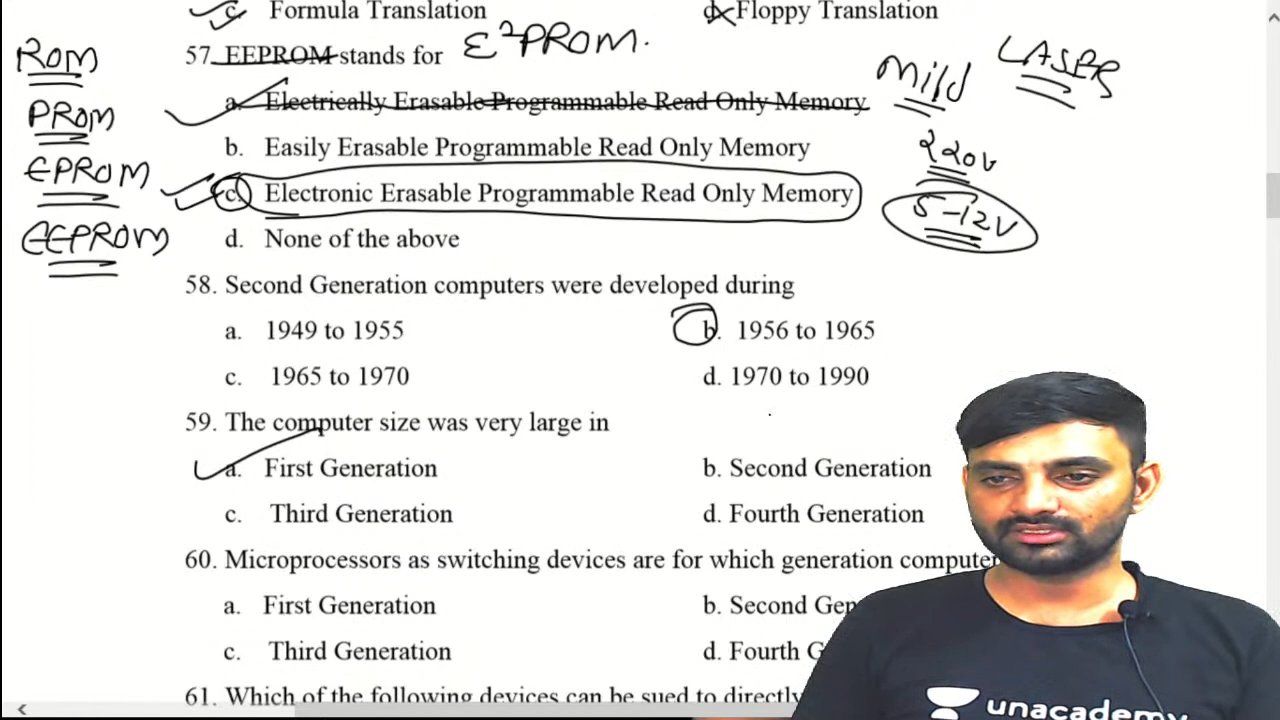 c. Formula Translation d. Floppy Translation
ROM
57. EEPROM stands for E²PROM.
Mild LASER
a. Electrically Erasable Programmable Read Only Memory
PROM
b. Easily Erasable Programmable Read Only Memory
220V
EPROM
c. Electronic Erasable Programmable Read Only Memory
5-12V
EEPROM
d. None of the above
58. Second Generation computers were developed during
a. 1949 to 1955 b. 1956 to 1965
c. 1965 to 1970 d. 1970 to 1990
59. The computer size was very large in
a. First Generation b. Second Generation
c. Third Generation d. Fourth Generation
60. Microprocessors as switching devices are for which generation computer
a. First Generation b. Second Gen
c. Third Generation d. Fourth G
61. Which of the following devices can be sued to directly
unacademy